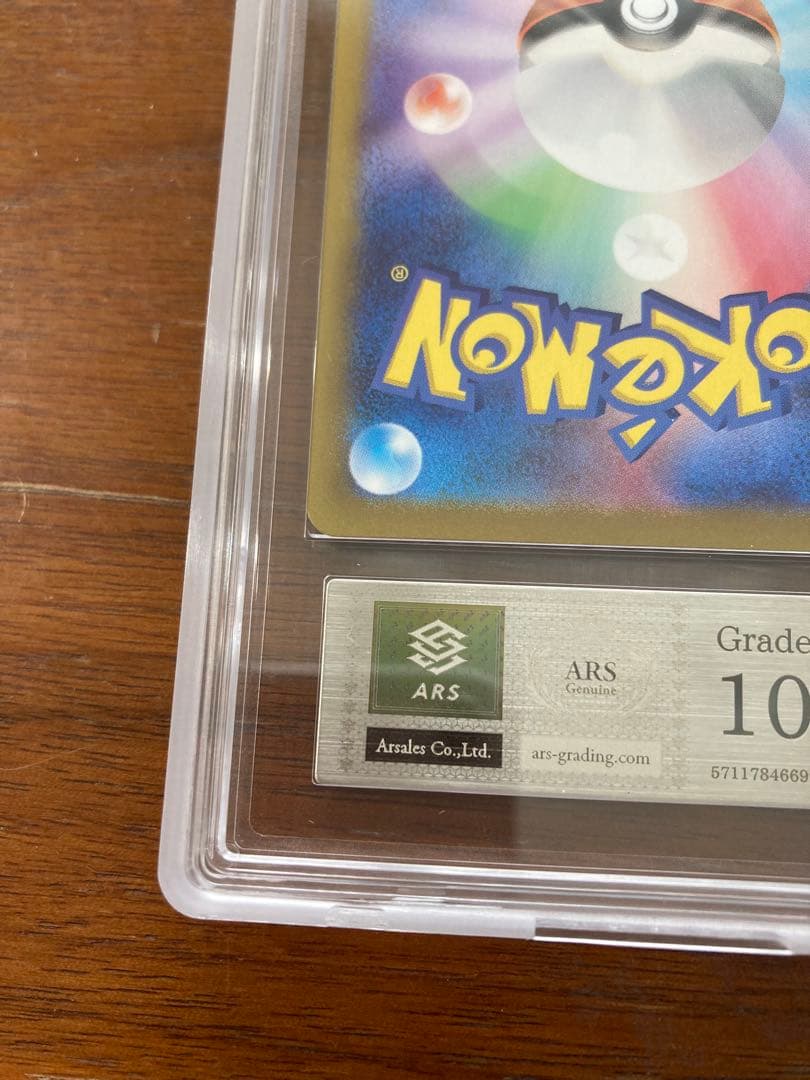 POKéMON
®
ARS
Arsales Co.,Ltd.
ARS
Genuine
ars-grading.com
Grade
10
5711784669